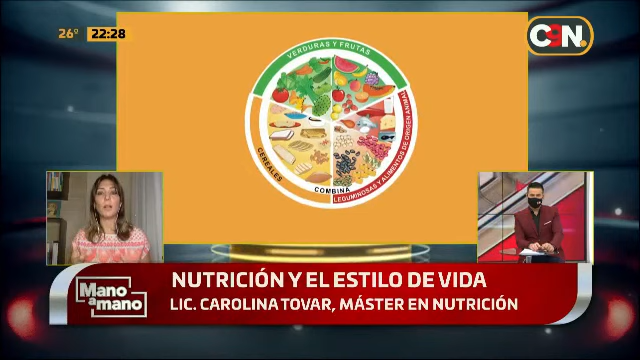 26º 22:28
C9N.
VERDURAS Y FRUTAS
CEREALES
COMBINA
LEGUMINOSAS Y ALIMENTOS DE ORIGEN ANIMAL
NUTRICIÓN Y EL ESTILO DE VIDA
Mano a mano
LIC. CAROLINA TOVAR, MÁSTER EN NUTRICIÓN